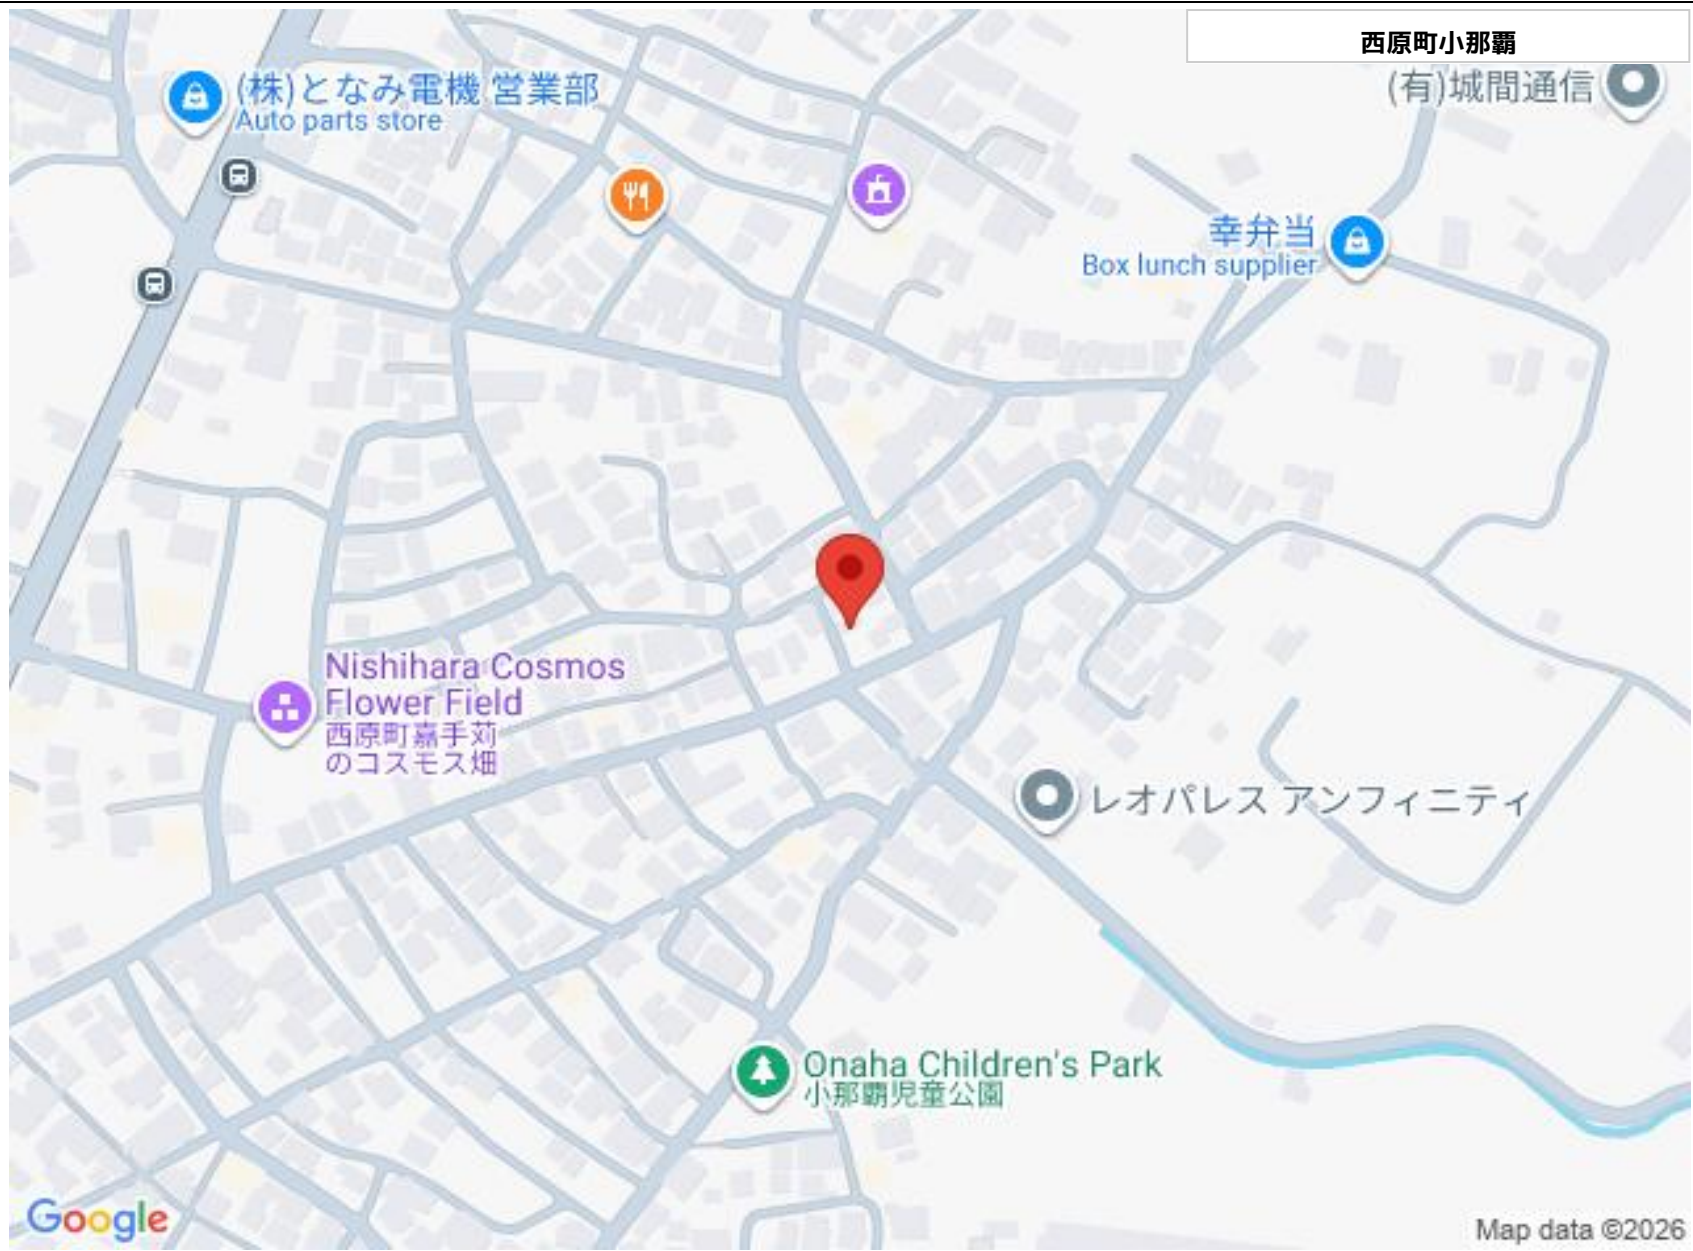 西原町小那覇
(有)城間通信
(株)となみ電機 営業部
Auto parts store
幸弁当
Box lunch supplier
Nishihara Cosmos
Flower Field
西原町嘉手苅
のコスモス畑
レオパレス アンフィニティ
Onaha Children's Park
小那覇児童公園
Google
Map data ©2026